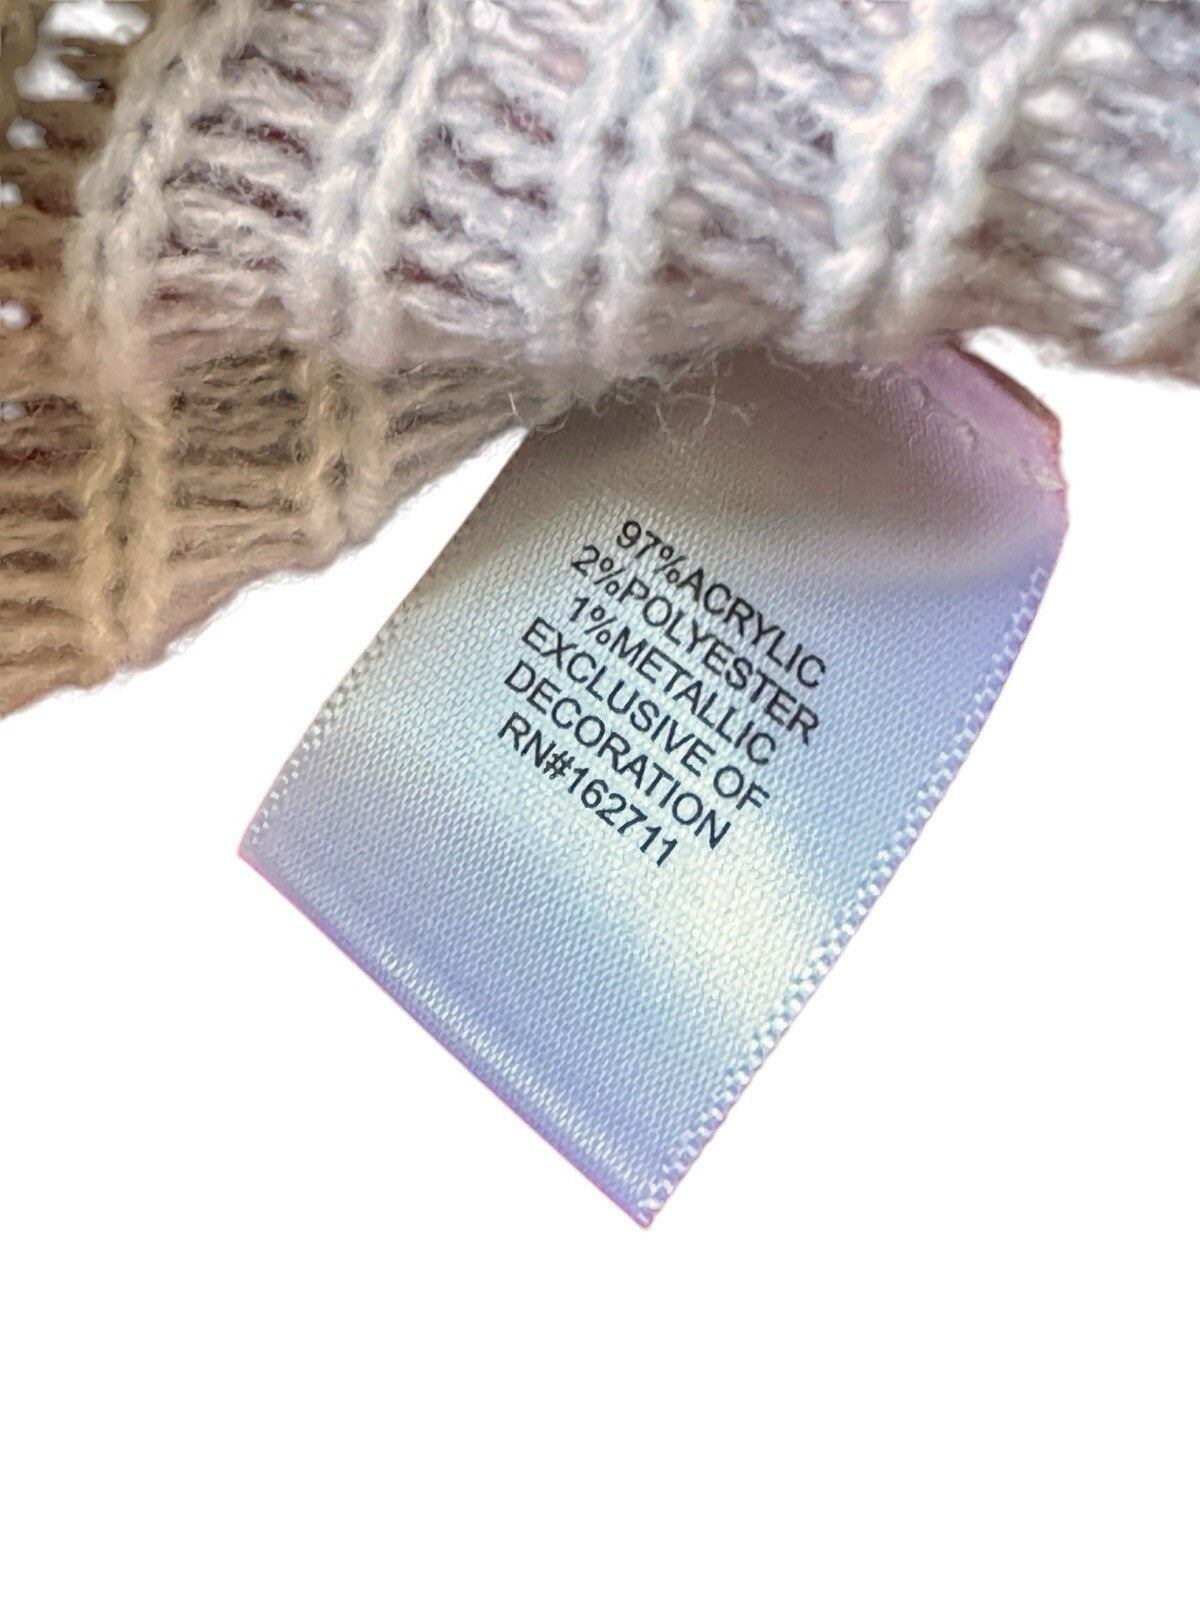 97%ACRYLIC
2%POLYESTER
1%METALLIC
EXCLUSIVE OF
DECORATION
RN#162711